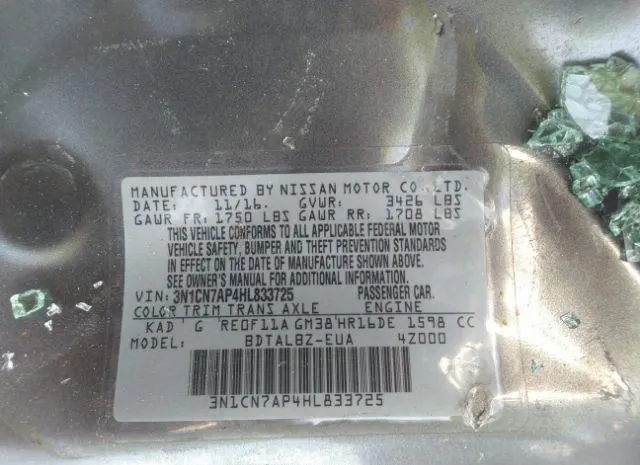 MANUFACTURED BY NISSAN MOTOR CO., LTD.
DATE: 11/16. GVWR: 3426 LBS
GAWR FR: 1750 LBS GAWR RR: 1708 LBS
THIS VEHICLE CONFORMS TO ALL APPLICABLE FEDERAL MOTOR
VEHICLE SAFETY, BUMPER AND THEFT PREVENTION STANDARDS
IN EFFECT ON THE DATE OF MANUFACTURE SHOWN ABOVE.
SEE OWNER'S MANUAL FOR ADDITIONAL INFORMATION.
VIN: 3N1CN7AP4HL833725 PASSENGER CAR.
COLOR TRIM TRANS AXLE ENGINE
KAD ' G 'RE0F11A GM38'HR16DE 1598 CC
MODEL: BDTALBZ-EUA 4Z000
3N1CN7AP4HL833725